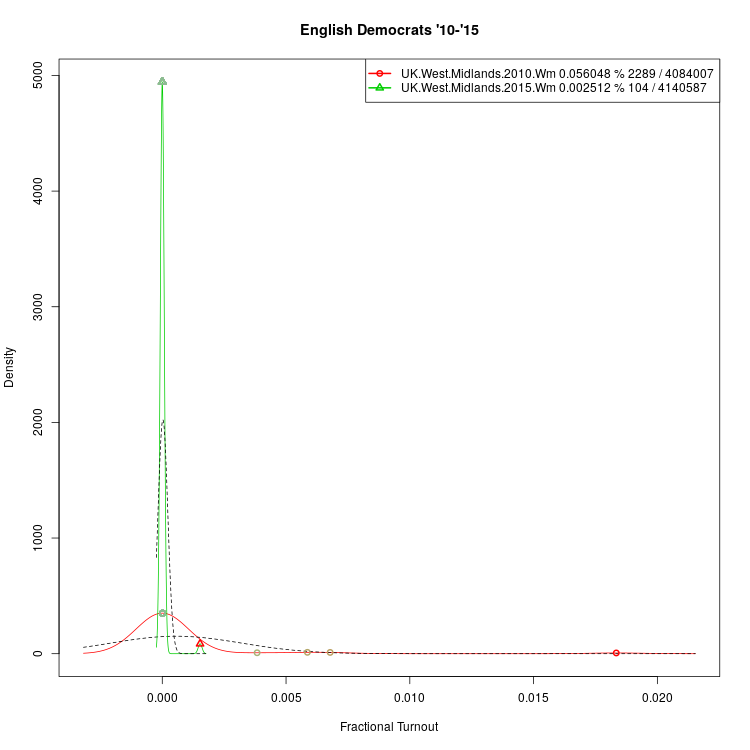 English Democrats '10-'15
UK.West.Midlands.2010.Wm 0.056048 % 2289 / 4084007
UK.West.Midlands.2015.Wm 0.002512 % 104 / 4140587
5000
4000
3000
2000
1000
0
Density
0.000 0.005 0.010 0.015 0.020
Fractional Turnout